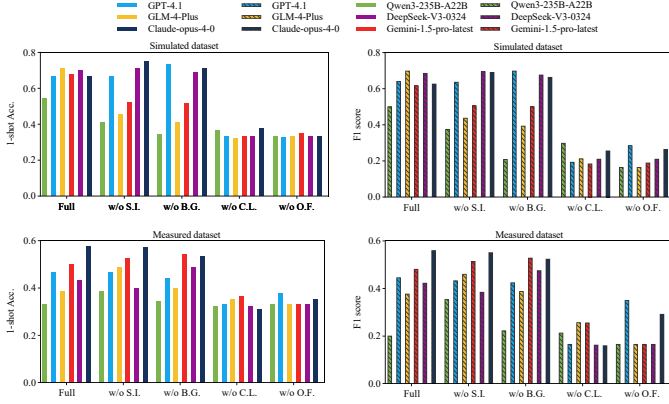 GPT-4.1 GPT-4.1 Qwen3-235B-A22B Qwen3-235B-A22B
GLM-4-Plus GLM-4-Plus DeepSeek-V3-0324 DeepSeek-V3-0324
Claude-opus-4-0 Claude-opus-4-0 Gemini-1.5-pro-latest Gemini-1.5-pro-latest
Simulated dataset
0.8
0.6
0.4
0.2
0.0
1-shot Acc.
Full w/o S.I. w/o B.G. w/o C.L. w/o O.F.
Simulated dataset
0.8
0.6
0.4
0.2
0.0
F1 score
Full w/o S.I. w/o B.G. w/o C.L. w/o O.F.
Measured dataset
0.6
0.4
0.2
0.0
1-shot Acc.
Full w/o S.I. w/o B.G. w/o C.L. w/o O.F.
Measured dataset
0.6
0.4
0.2
0.0
F1 score
Full w/o S.I. w/o B.G. w/o C.L. w/o O.F.